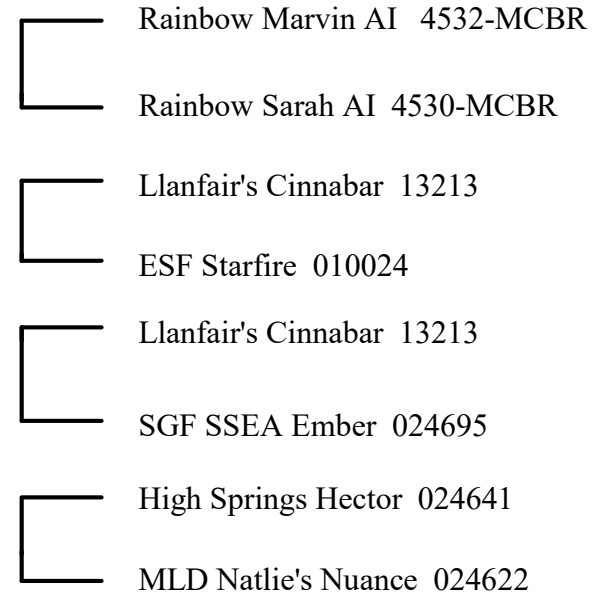 Rainbow Marvin AI 4532-MCBR
Rainbow Sarah AI 4530-MCBR
Llanfair's Cinnabar 13213
ESF Starfire 010024
Llanfair's Cinnabar 13213
SGF SSEA Ember 024695
High Springs Hector 024641
MLD Natlie's Nuance 024622